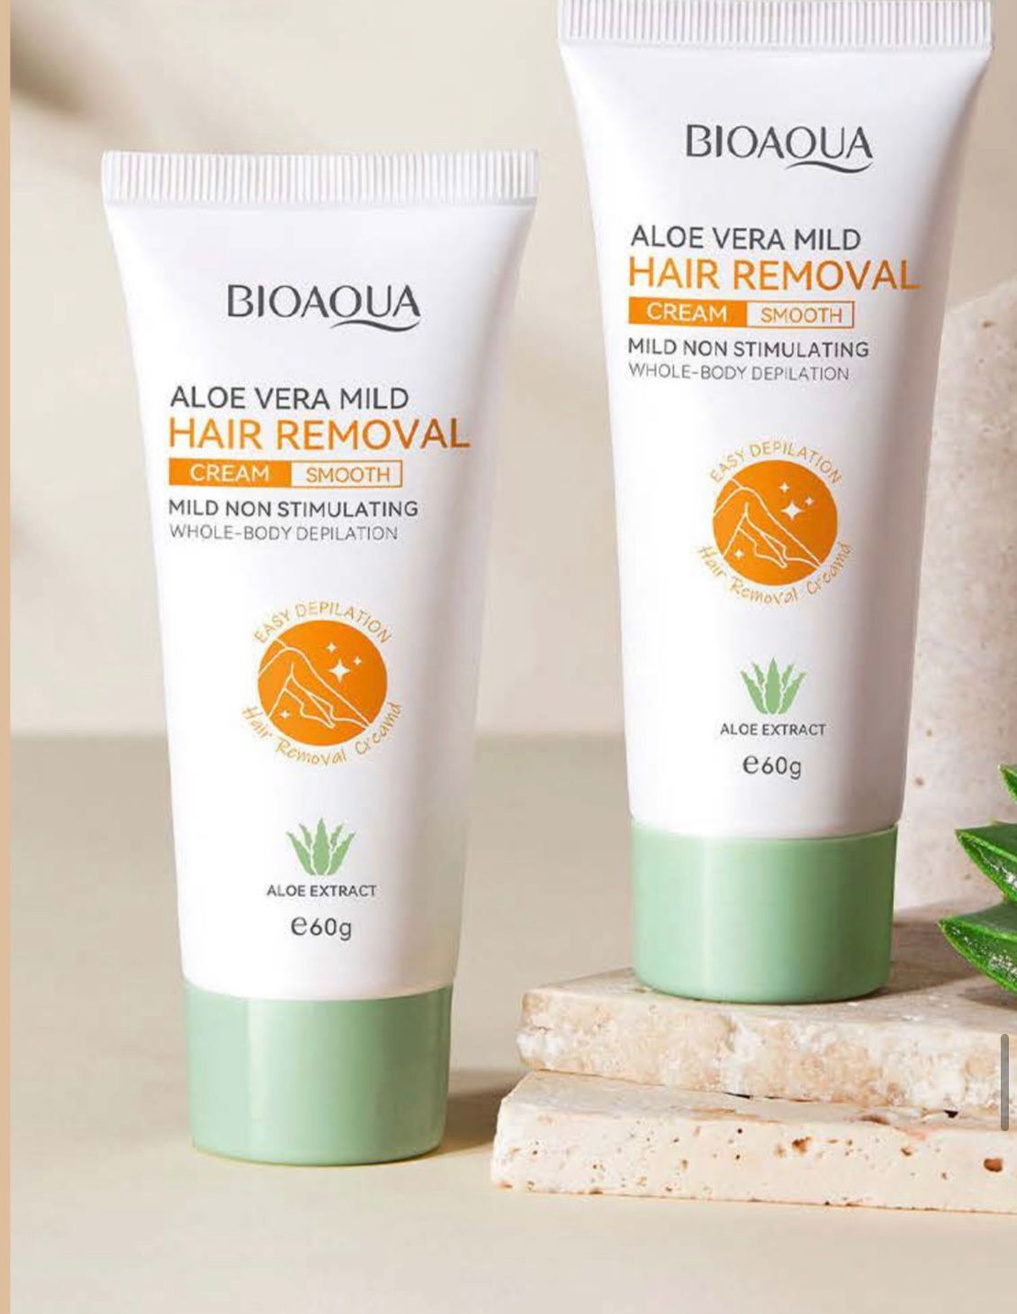 BIOAQUA
ALOE VERA MILD
HAIR REMOVAL
CREAM SMOOTH
MILD NON STIMULATING
WHOLE-BODY DEPILATION
EASY DEPILATION
Hair Removal Creamd
ALOE EXTRACT
e60g
BIOAQUA
ALOE VERA MILD
HAIR REMOVAL
CREAM SMOOTH
MILD NON STIMULATING
WHOLE-BODY DEPILATION
EASY DEPILATION
Hair Removal Creamd
ALOE EXTRACT
e60g